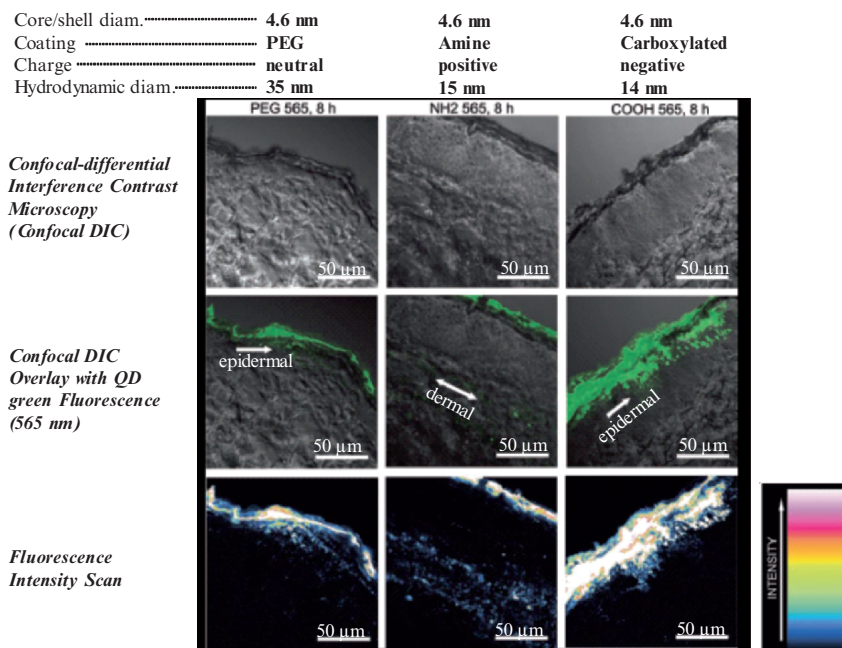 Core/shell diam. 4.6 nm 4.6 nm 4.6 nm
Coating PEG Amine Carboxylated
Charge neutral positive negative
Hydrodynamic diam. 35 nm 15 nm 14 nm
PEG 565, 8 h NH2 565, 8 h COOH 565, 8 h
Confocal-differential
Interference Contrast
Microscopy
(Confocal DIC)
50 µm 50 µm 50 µm
Confocal DIC
Overlay with QD
green Fluorescence
(565 nm)
epidermal
dermal
epidermal
50 µm 50 µm 50 µm
Fluorescence
Intensity Scan
50 µm 50 µm 50 µm
INTENSITY